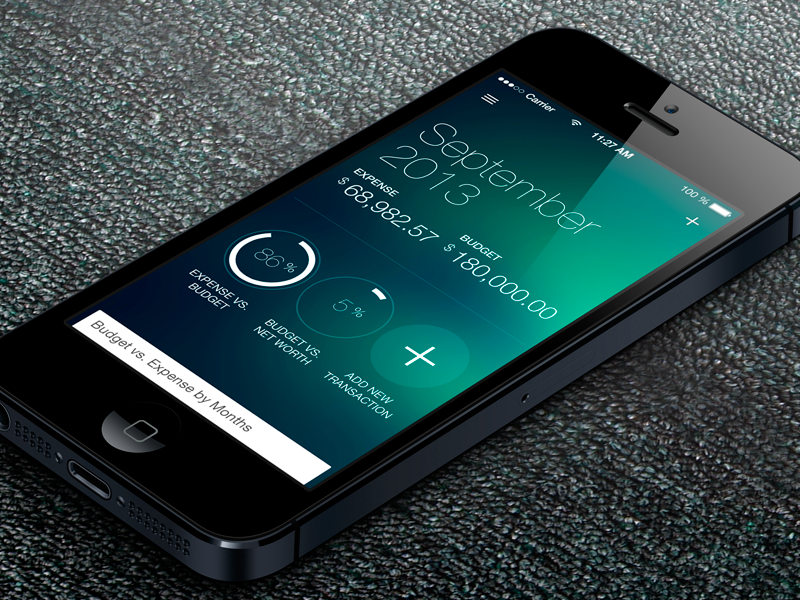 Carrier
11:27 AM
100 %
September
2013
EXPENSE
$ 68,982.57
BUDGET
$ 180,000.00
86 %
EXPENSE VS.
BUDGET
5 %
BUDGET VS.
NET WORTH
ADD NEW
TRANSACTION
Budget vs. Expense by Months